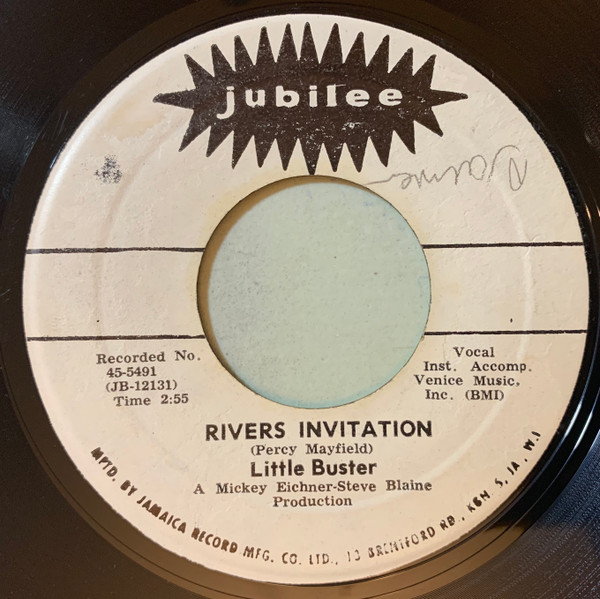 jubilee
Recorded No.
45-5491
(JB-12131)
Time 2:55
Vocal
Inst. Accomp.
Venice Music,
Inc. (BMI)
RIVERS INVITATION
(Percy Mayfield)
Little Buster
A Mickey Eichner-Steve Blaine
Production
MFTD. BY JAMAICA RECORD MFG. CO. LTD., 13 BRENTFORD RD., KGN. 5, JA. W.I